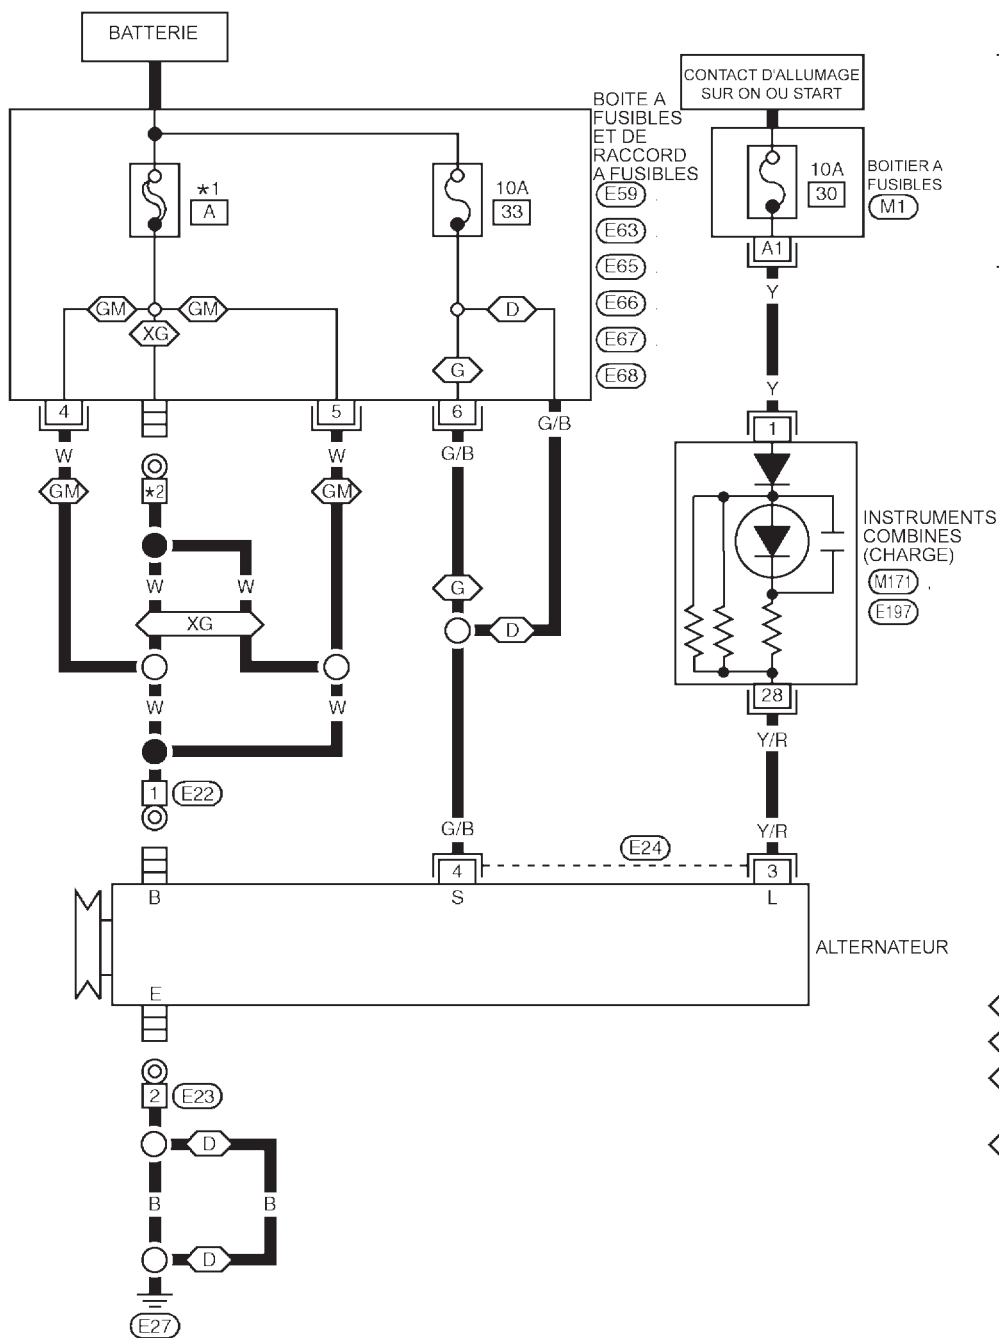 BATTERIE
CONTACT D'ALLUMAGE
SUR ON OU START
BOITE A
FUSIBLES
ET DE
RACCORD
A FUSIBLES
E59
E63
E65
E66
E67
E68
*1
A
10A
33
10A
30
BOITIER A
FUSIBLES
M1
A1
GM
GM
XG
D
G
4
5
6
Y
Y
W
W
G/B
G/B
GM
*2
GM
1
INSTRUMENTS
COMBINES
(CHARGE)
M171
E197
W
W
G
XG
D
28
W
W
Y/R
1
E22
G/B
Y/R
E24
4
3
B
S
L
ALTERNATEUR
E
2
E23
D
B
B
D
E27